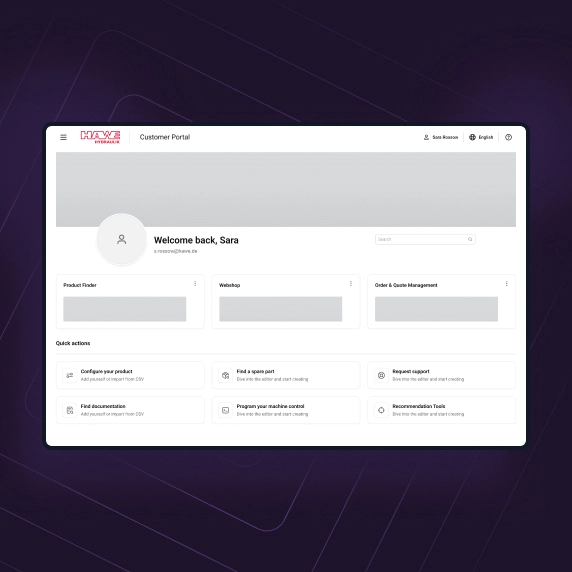 HAWE
HYDRAULIK
Customer Portal
Sara Rossow
English
Welcome back, Sara
s.rossow@hawe.de
Search
Product Finder
Webshop
Order & Quote Management
Quick actions
Configure your product
Add yourself or import from CSV
Find a spare part
Dive into the editor and start creating
Request support
Dive into the editor and start creating
Find documentation
Add yourself or import from CSV
Program your machine control
Dive into the editor and start creating
Recommendation Tools
Dive into the editor and start creating